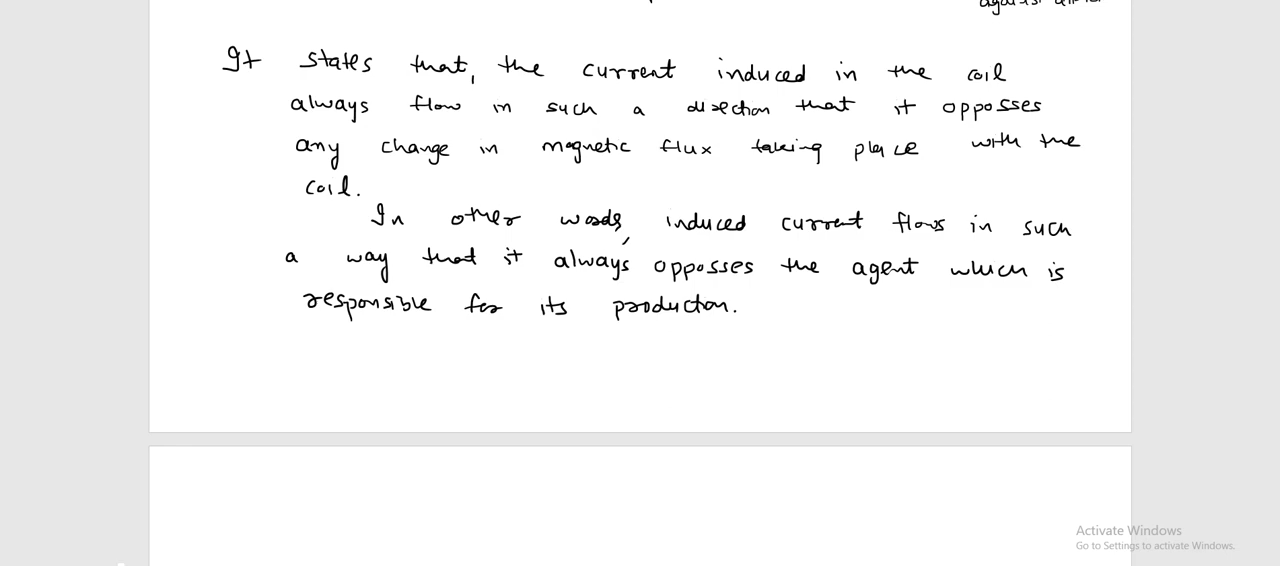 It states that, the current induced in the coil
always flow in such a direction that it opposses
any change in magnetic flux taking place with the
coil.
In other words, induced current flows in such
a way that it always opposses the agent which is
responsible for its production.
Activate Windows
Go to Settings to activate Windows.